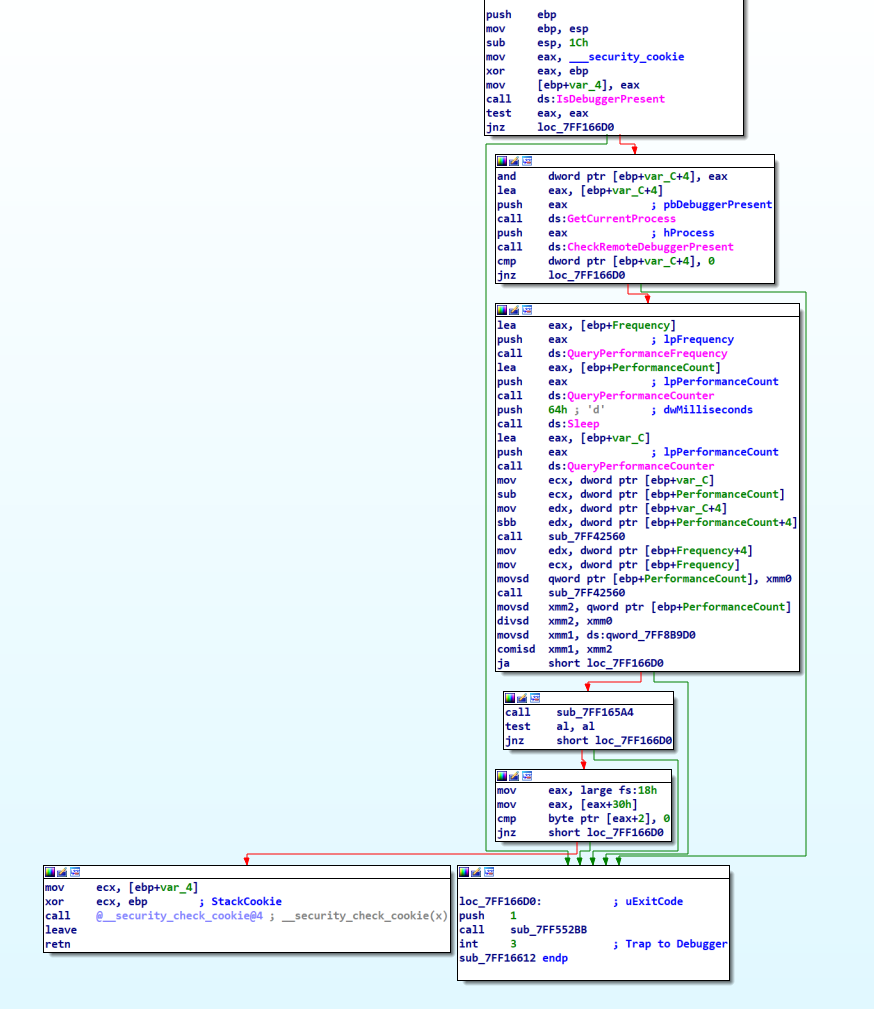 push ebp
mov ebp, esp
sub esp, 1Ch
mov eax, ___security_cookie
xor eax, ebp
mov [ebp+var_4], eax
call ds:IsDebuggerPresent
test eax, eax
jnz loc_7FF166D0
and dword ptr [ebp+var_C+4], eax
lea eax, [ebp+var_C+4]
push eax ; pbDebuggerPresent
call ds:GetCurrentProcess
push eax ; hProcess
call ds:CheckRemoteDebuggerPresent
cmp dword ptr [ebp+var_C+4], 0
jnz loc_7FF166D0
lea eax, [ebp+Frequency]
push eax ; lpFrequency
call ds:QueryPerformanceFrequency
lea eax, [ebp+PerformanceCount]
push eax ; lpPerformanceCount
call ds:QueryPerformanceCounter
push 64h ; 'd' ; dwMilliseconds
call ds:Sleep
lea eax, [ebp+var_C]
push eax ; lpPerformanceCount
call ds:QueryPerformanceCounter
mov ecx, dword ptr [ebp+var_C]
sub ecx, dword ptr [ebp+PerformanceCount]
mov edx, dword ptr [ebp+var_C+4]
sbb edx, dword ptr [ebp+PerformanceCount+4]
call sub_7FF42560
mov edx, dword ptr [ebp+Frequency+4]
mov ecx, dword ptr [ebp+Frequency]
movsd qword ptr [ebp+PerformanceCount], xmm0
call sub_7FF42560
movsd xmm2, qword ptr [ebp+PerformanceCount]
divsd xmm2, xmm0
movsd xmm1, ds:qword_7FF8B9D0
comisd xmm1, xmm2
ja short loc_7FF166D0
call sub_7FF165A4
test al, al
jnz short loc_7FF166D0
mov eax, large fs:18h
mov eax, [eax+30h]
cmp byte ptr [eax+2], 0
jnz short loc_7FF166D0
mov ecx, [ebp+var_4]
xor ecx, ebp ; StackCookie
call @__security_check_cookie@4 ; __security_check_cookie(x)
leave
retn
loc_7FF166D0: ; uExitCode
push 1
call sub_7FF552BB
int 3 ; Trap to Debugger
sub_7FF16612 endp